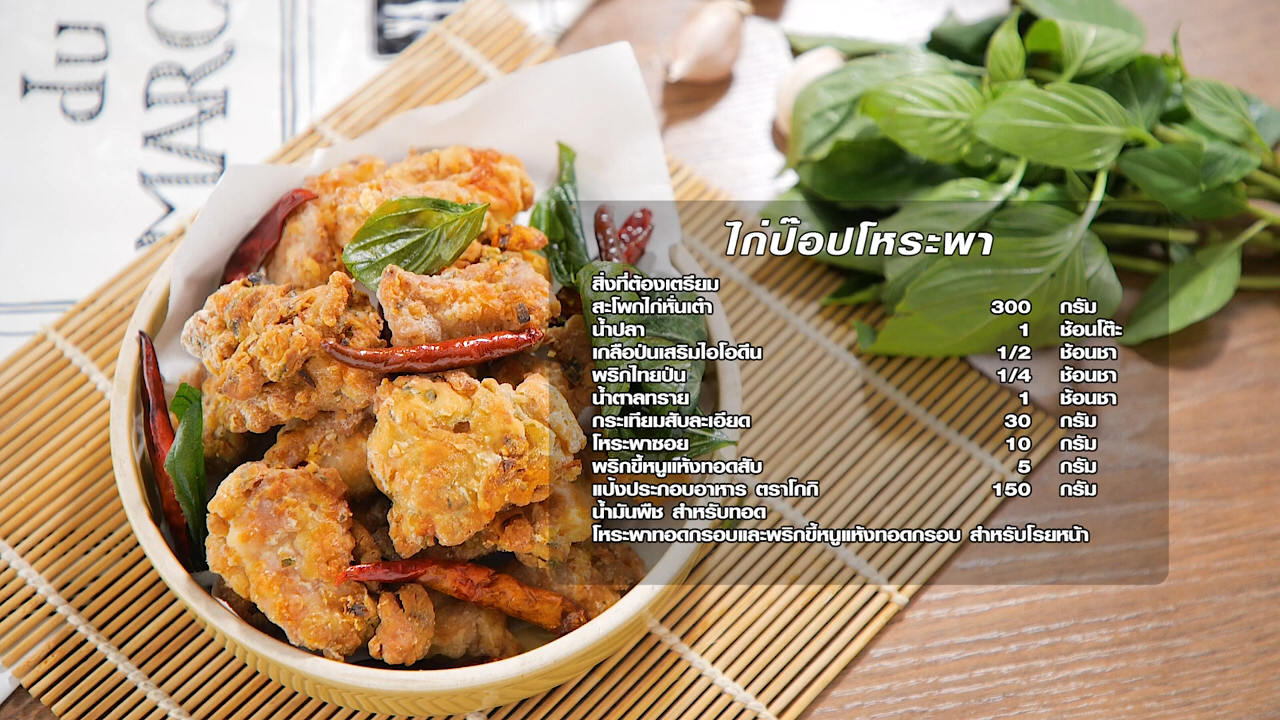 du
MARC
ไก่ป๊อปโหระพา
สิ่งที่ต้องเตรียม
สะโพกไก่หั่นเต๋า 300 กรัม
น้ำปลา 1 ช้อนโต๊ะ
เกลือป่นเสริมไอโอดีน 1/2 ช้อนชา
พริกไทยป่น 1/4 ช้อนชา
น้ำตาลทราย 1 ช้อนชา
กระเทียมสับละเอียด 30 กรัม
โหระพาซอย 10 กรัม
พริกขี้หนูแห้งทอดสับ 5 กรัม
แป้งประกอบอาหาร ตราโกกิ 150 กรัม
น้ำมันพืช สำหรับทอด
โหระพาทอดกรอบและพริกขี้หนูแห้งทอดกรอบ สำหรับโรยหน้า